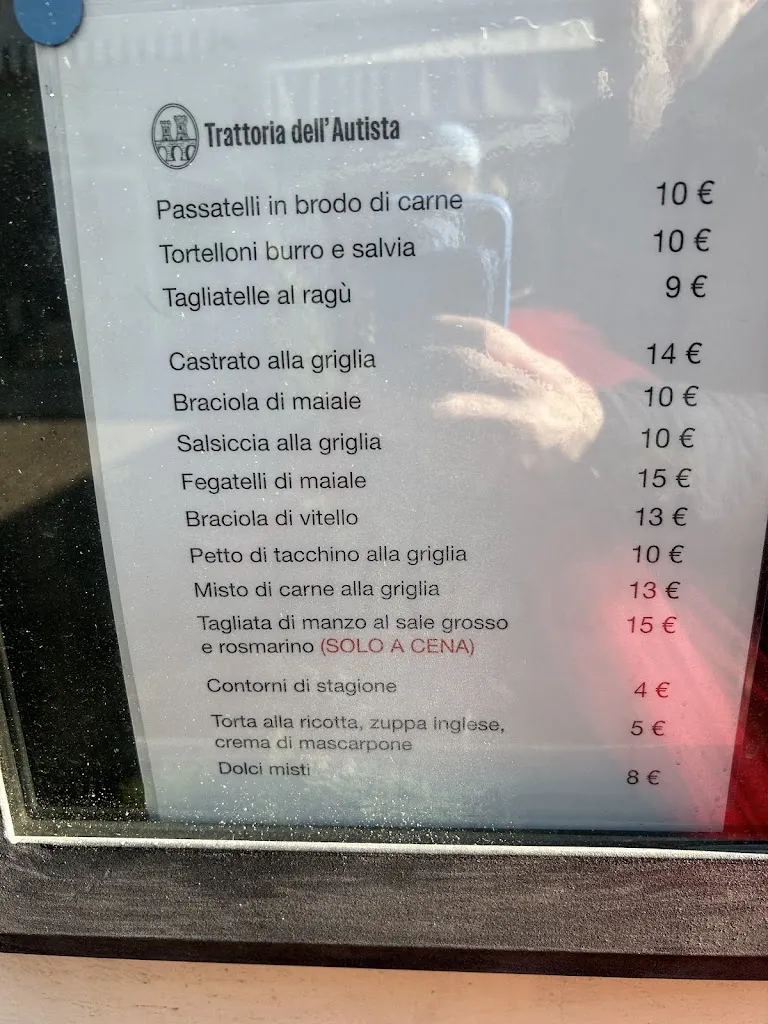 Trattoria dell'Autista
Passatelli in brodo di carne 10 €
Tortelloni burro e salvia 10 €
Tagliatelle al ragù 9 €
Castrato alla griglia 14 €
Braciola di maiale 10 €
Salsiccia alla griglia 10 €
Fegatelli di maiale 15 €
Braciola di vitello 13 €
Petto di tacchino alla griglia 10 €
Misto di carne alla griglia 13 €
Tagliata di manzo al sale grosso 15 €
e rosmarino (SOLO A CENA)
Contorni di stagione 4 €
Torta alla ricotta, zuppa inglese, 5 €
crema di mascarpone
Dolci misti 8 €